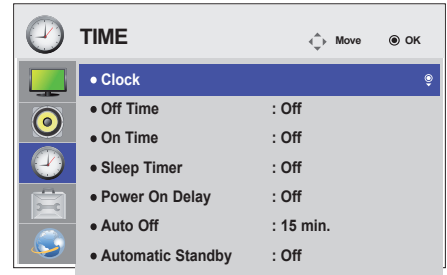 TIME Move OK
● Clock
● Off Time : Off
● On Time : Off
● Sleep Timer : Off
● Power On Delay : Off
● Auto Off : 15 min.
● Automatic Standby : Off